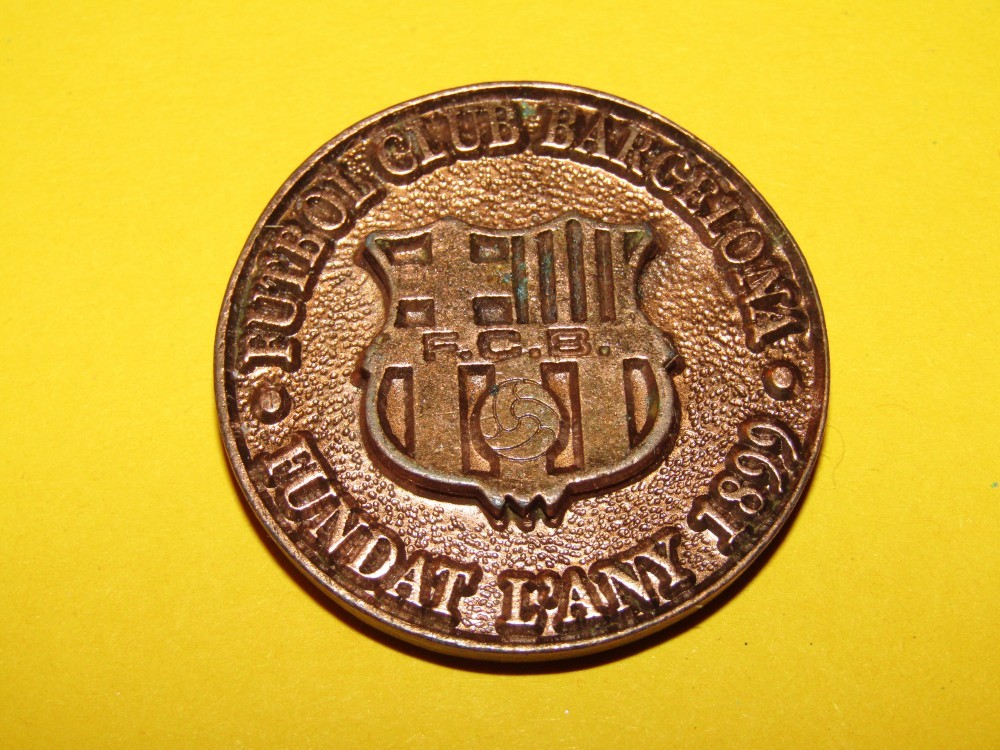 FUTBOL CLUB BARCELONA
F.C.B.
FUNDAT L'ANY 1899